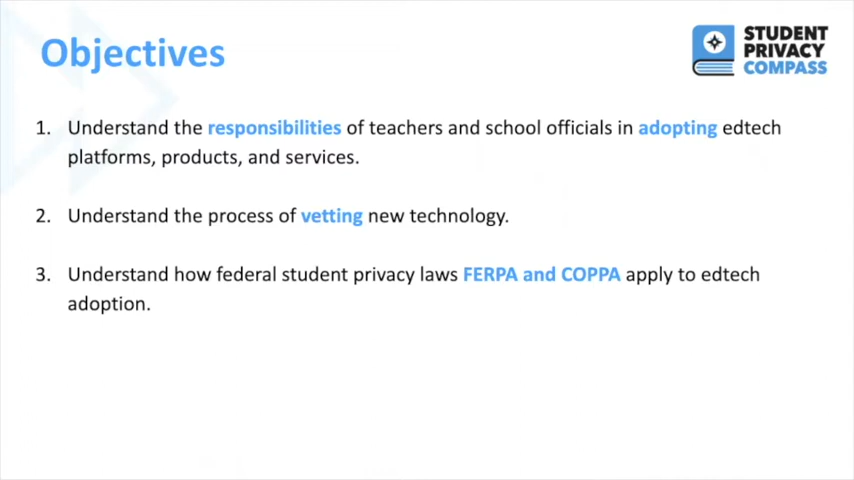 Objectives
STUDENT
PRIVACY
COMPASS
1. Understand the responsibilities of teachers and school officials in adopting edtech
platforms, products, and services.
2. Understand the process of vetting new technology.
3. Understand how federal student privacy laws FERPA and COPPA apply to edtech
adoption.